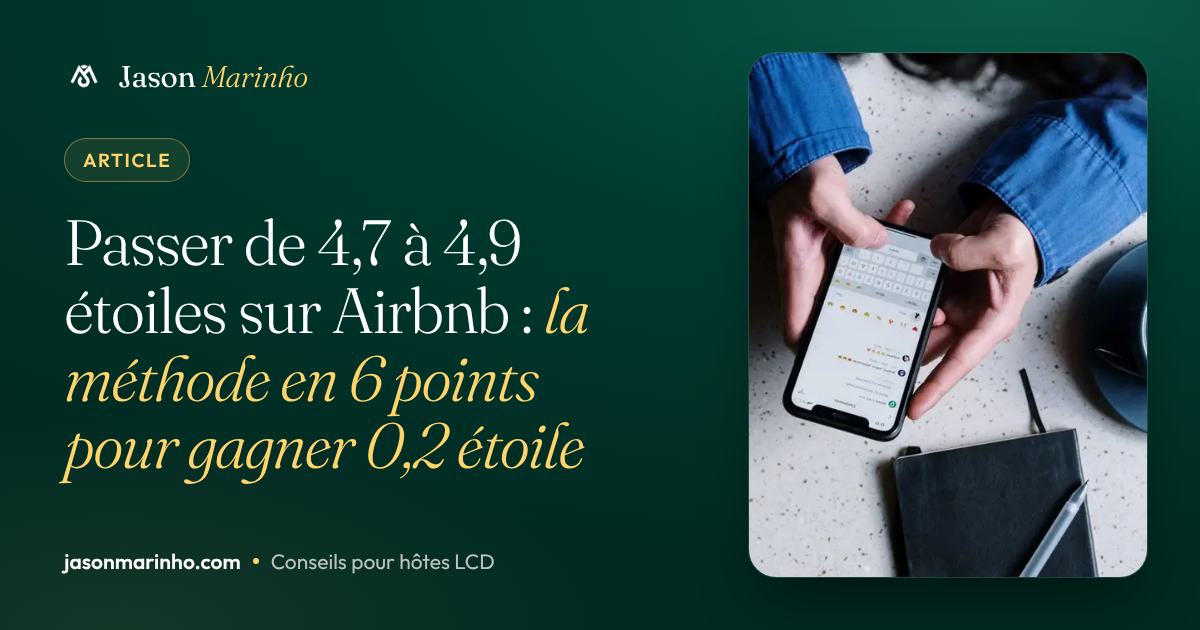 Jason Marinho
ARTICLE
Passer de 4,7 à 4,9
étoiles sur Airbnb : la
méthode en 6 points
pour gagner 0,2 étoile
jasonmarinho.com • Conseils pour hôtes LCD